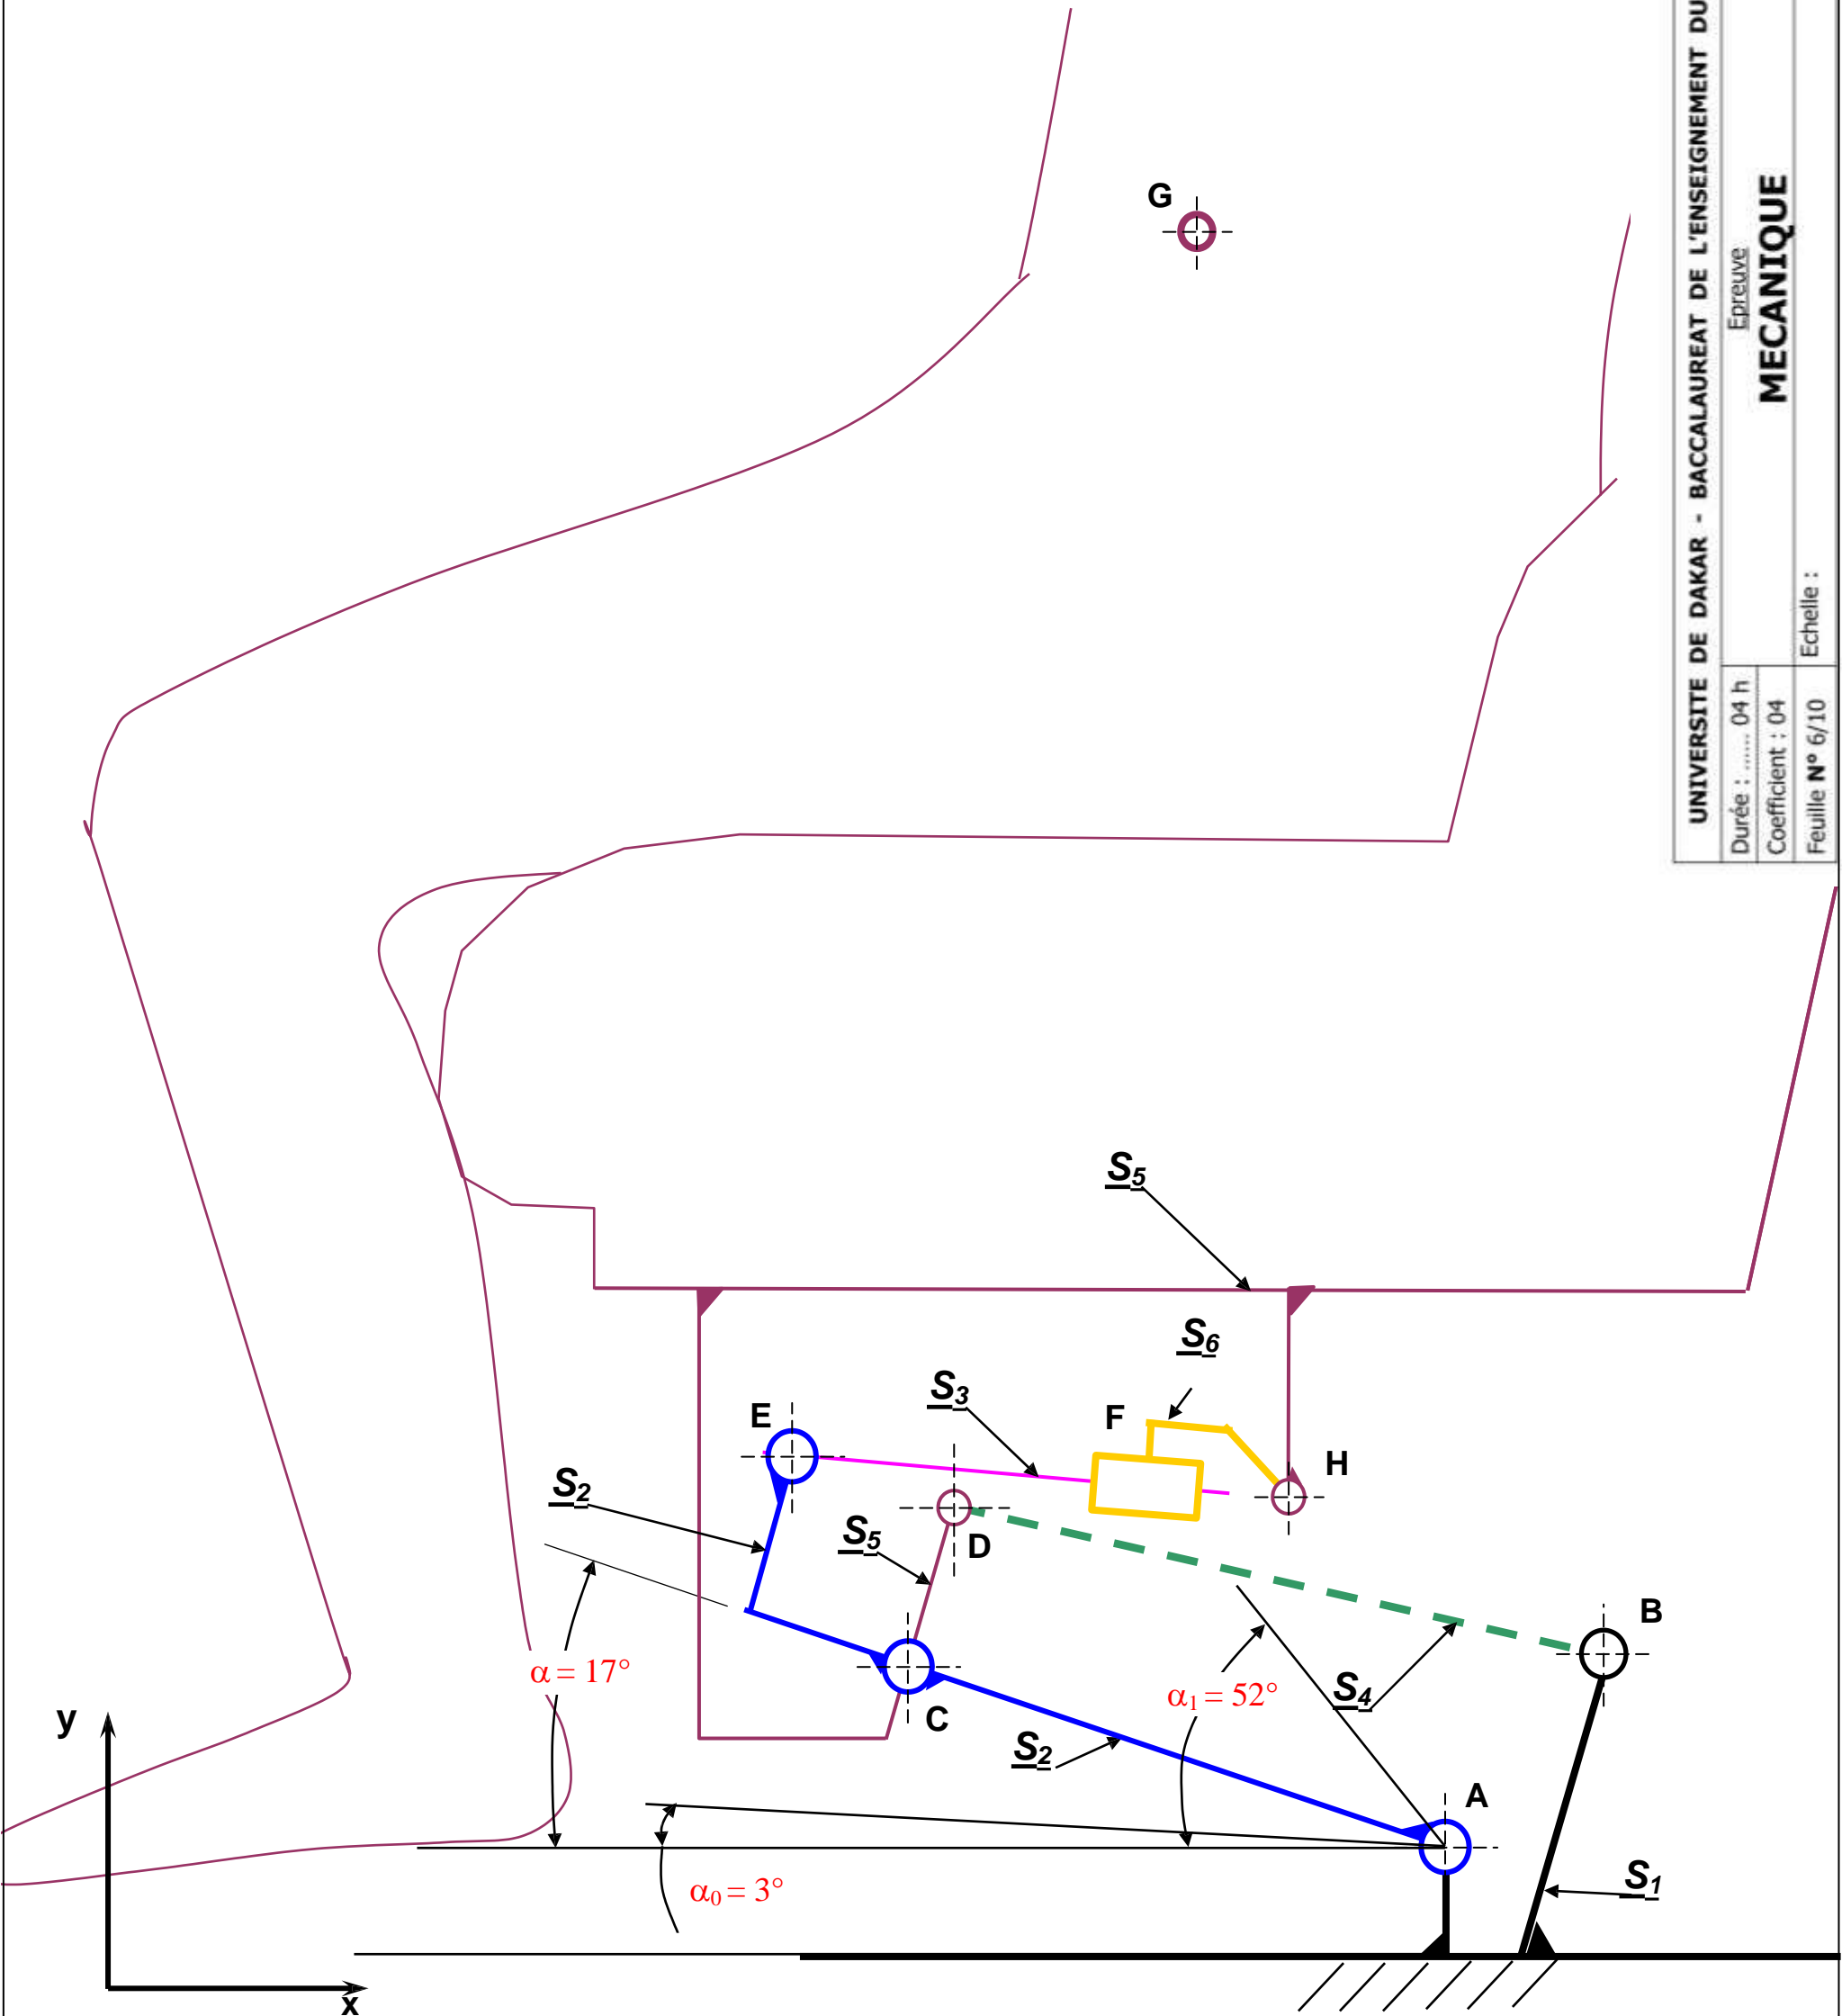 UNIVERSITE DE DAKAR - BACCALAUREAT DE L'ENSEIGNEMENT DU
Durée : ...... 04 h
Coefficient : 04
Feuille N° 6/10
Epreuve
MECANIQUE
Echelle :
G
S5
S6
S3
E
F
H
S2
S5
D
B
α = 17°
α1 = 52°
S4
C
y
S2
A
α0 = 3°
S1
x